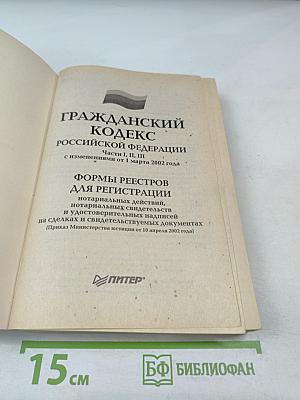 ГРАЖДАНСКИЙ
КОДЕКС
РОССИЙСКОЙ ФЕДЕРАЦИИ
Части I, II, III
с изменениями от 1 марта 2002 года
ФОРМЫ РЕЕСТРОВ
ДЛЯ РЕГИСТРАЦИИ
нотариальных действий,
нотариальных свидетельств
и удостоверительных надписей
на сделках и свидетельствуемых документах
(Приказ Министерства юстиции от 10 апреля 2002 года)
ПИТЕР®
15 см
БФ БИБЛИОФАН